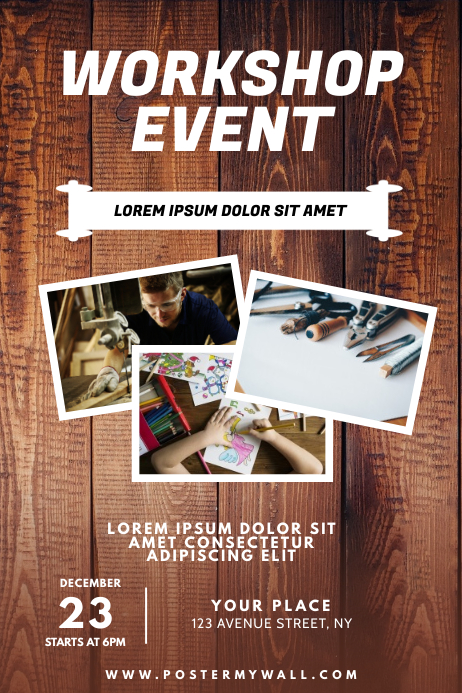 WORKSHOP
EVENT
LOREM IPSUM DOLOR SIT AMET
LOREM IPSUM DOLOR SIT
AMET CONSECTETUR
ADIPISCING ELIT
DECEMBER
23
STARTS AT 6PM
YOUR PLACE
123 AVENUE STREET, NY
WWW.POSTERMYWALL.COM